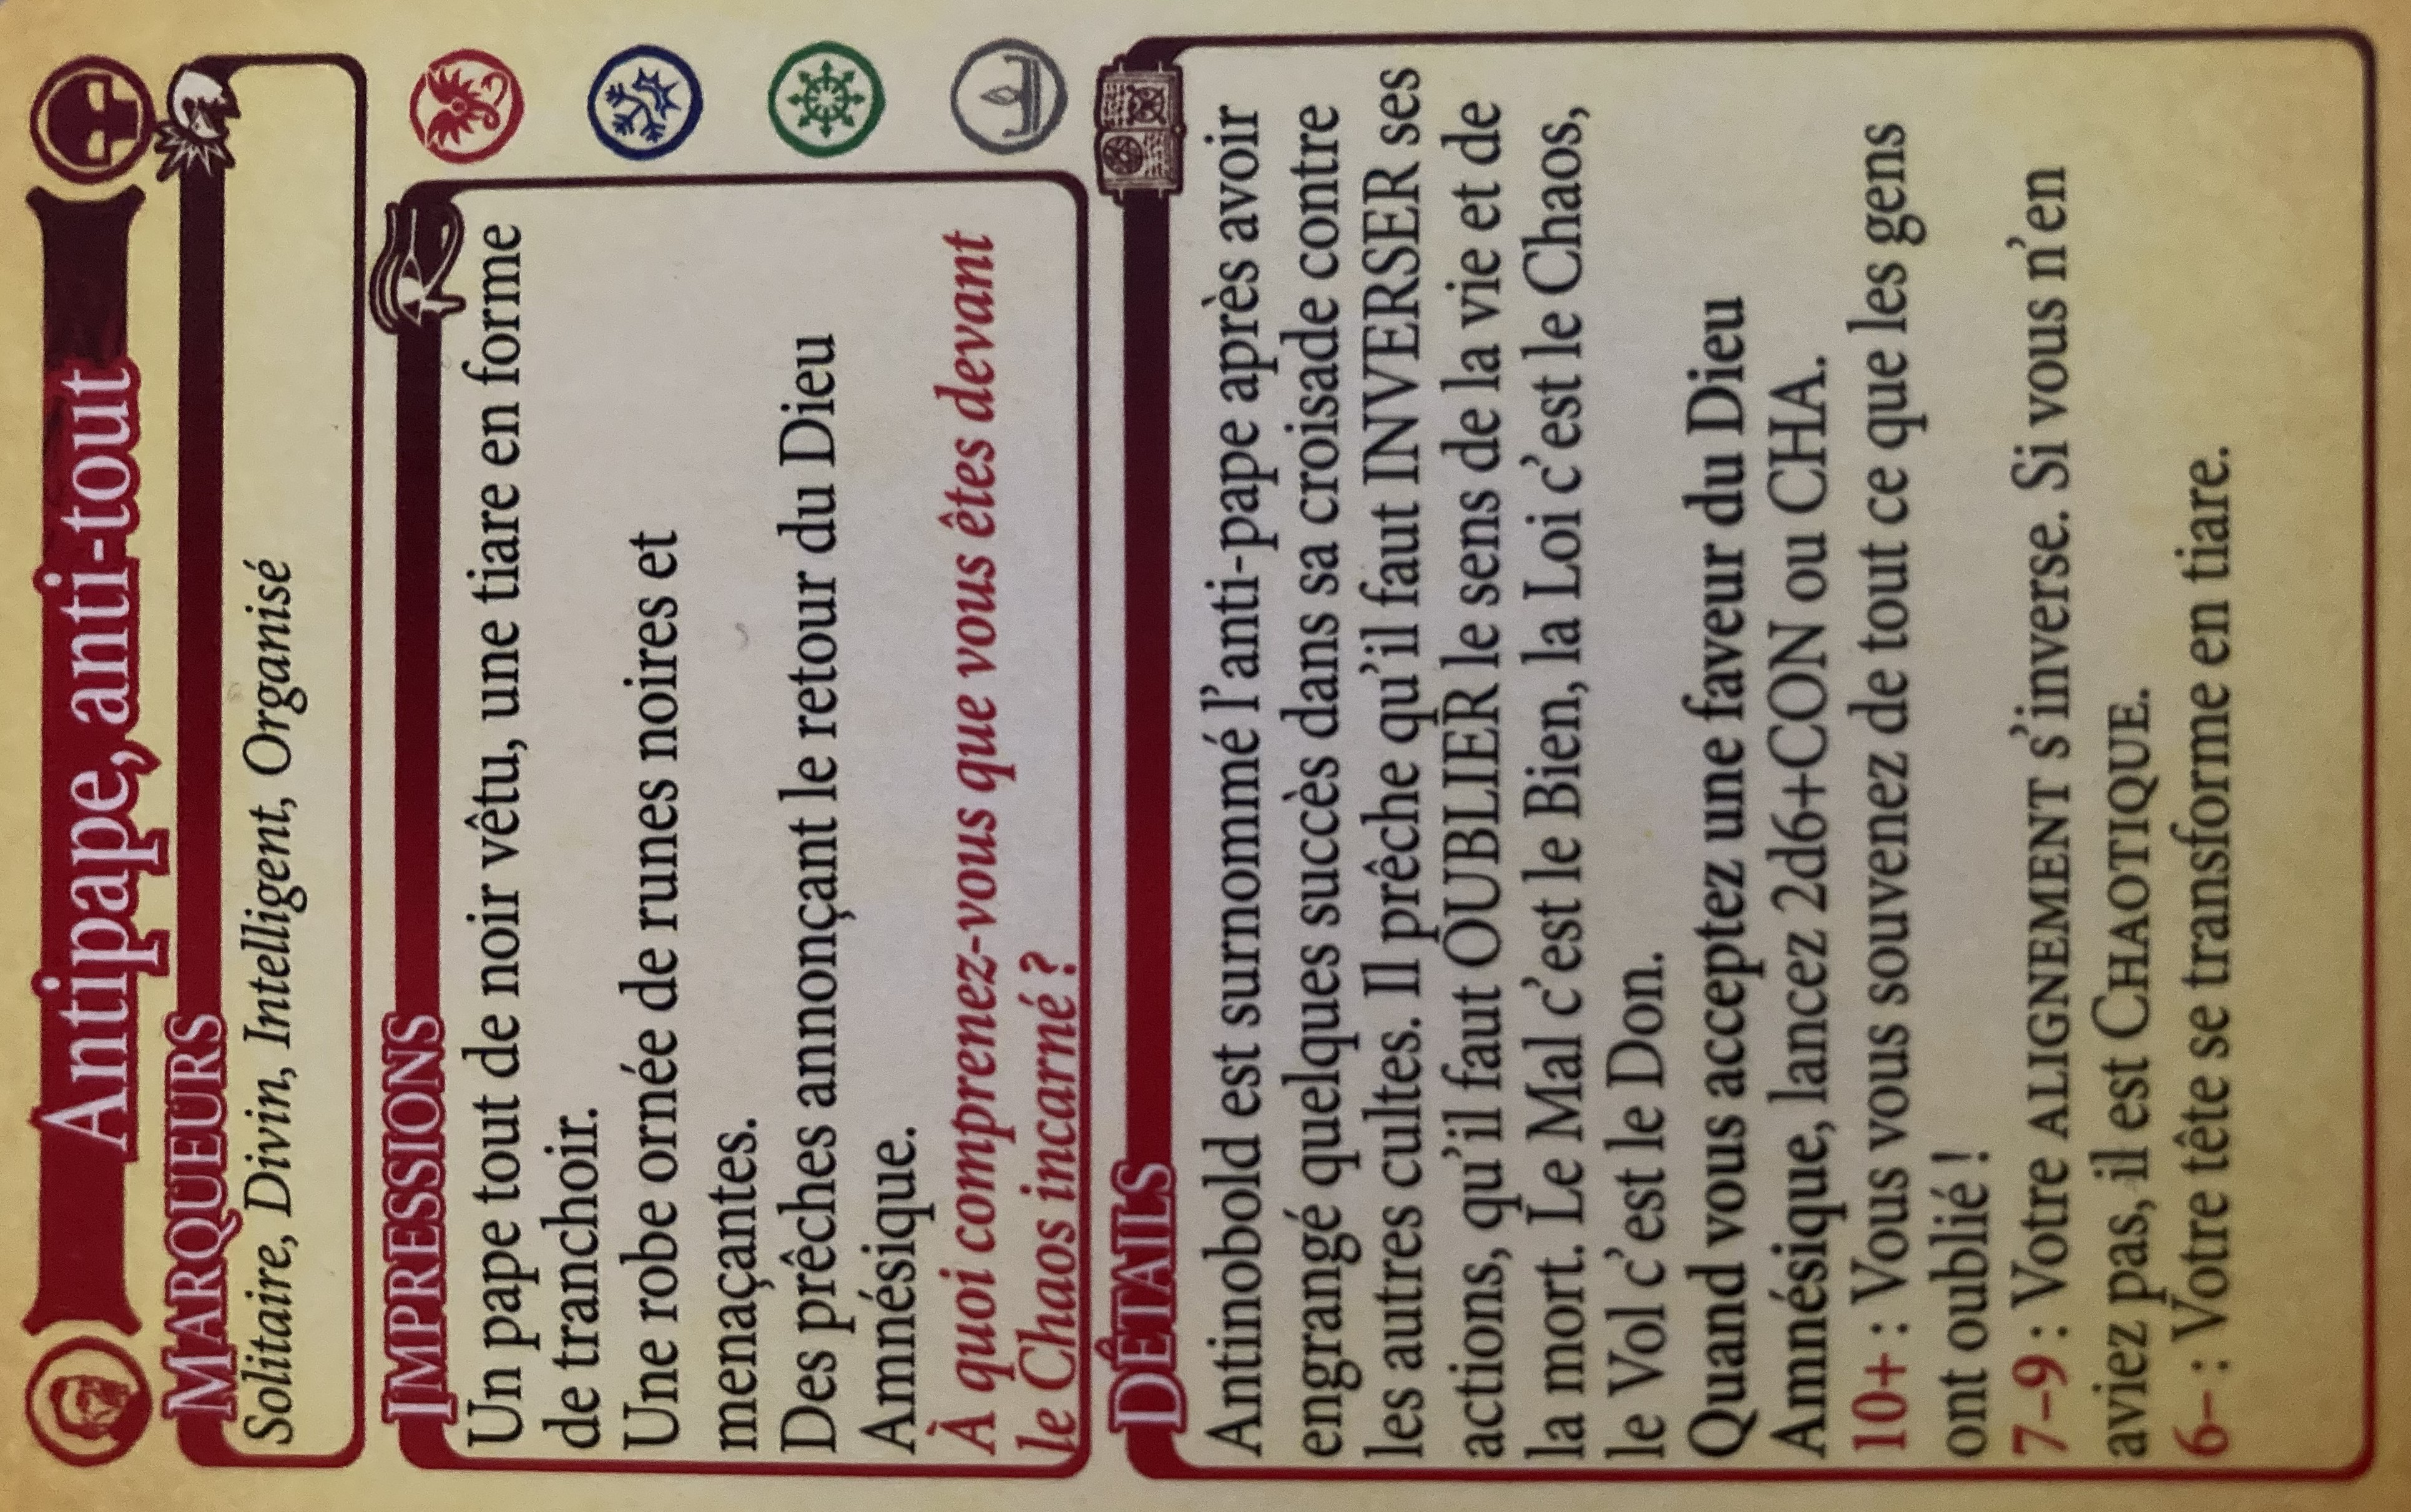 Antipape, anti-tout
MARQUEURS
Solitaire, Divin, Intelligent, Organisé
IMPRESSIONS
Un pape tout de noir vêtu, une tiare en forme
de tranchoir.
Une robe ornée de runes noires et
menaçantes.
Des prêches annonçant le retour du Dieu
Amnésique.
À quoi comprenez-vous que vous êtes devant
le Chaos incarné ?
DÉTAILS
Antinobold est surnommé l’anti-pape après avoir
engrangé quelques succès dans sa croisade contre
les autres cultes. Il prêche qu’il faut INVERSER ses
actions, qu’il faut OUBLIER le sens de la vie et de
la mort. Le Mal c’est le Bien, la Loi c’est le Chaos,
le Vol c’est le Don.
Quand vous acceptez une faveur du Dieu
Amnésique, lancez 2d6+CON ou CHA.
10+ : Vous vous souvenez de tout ce que les gens
ont oublié !
7–9 : Votre ALIGNEMENT s’inverse. Si vous n’en
aviez pas, il est CHAOTIQUE.
6– : Votre tête se transforme en tiare.